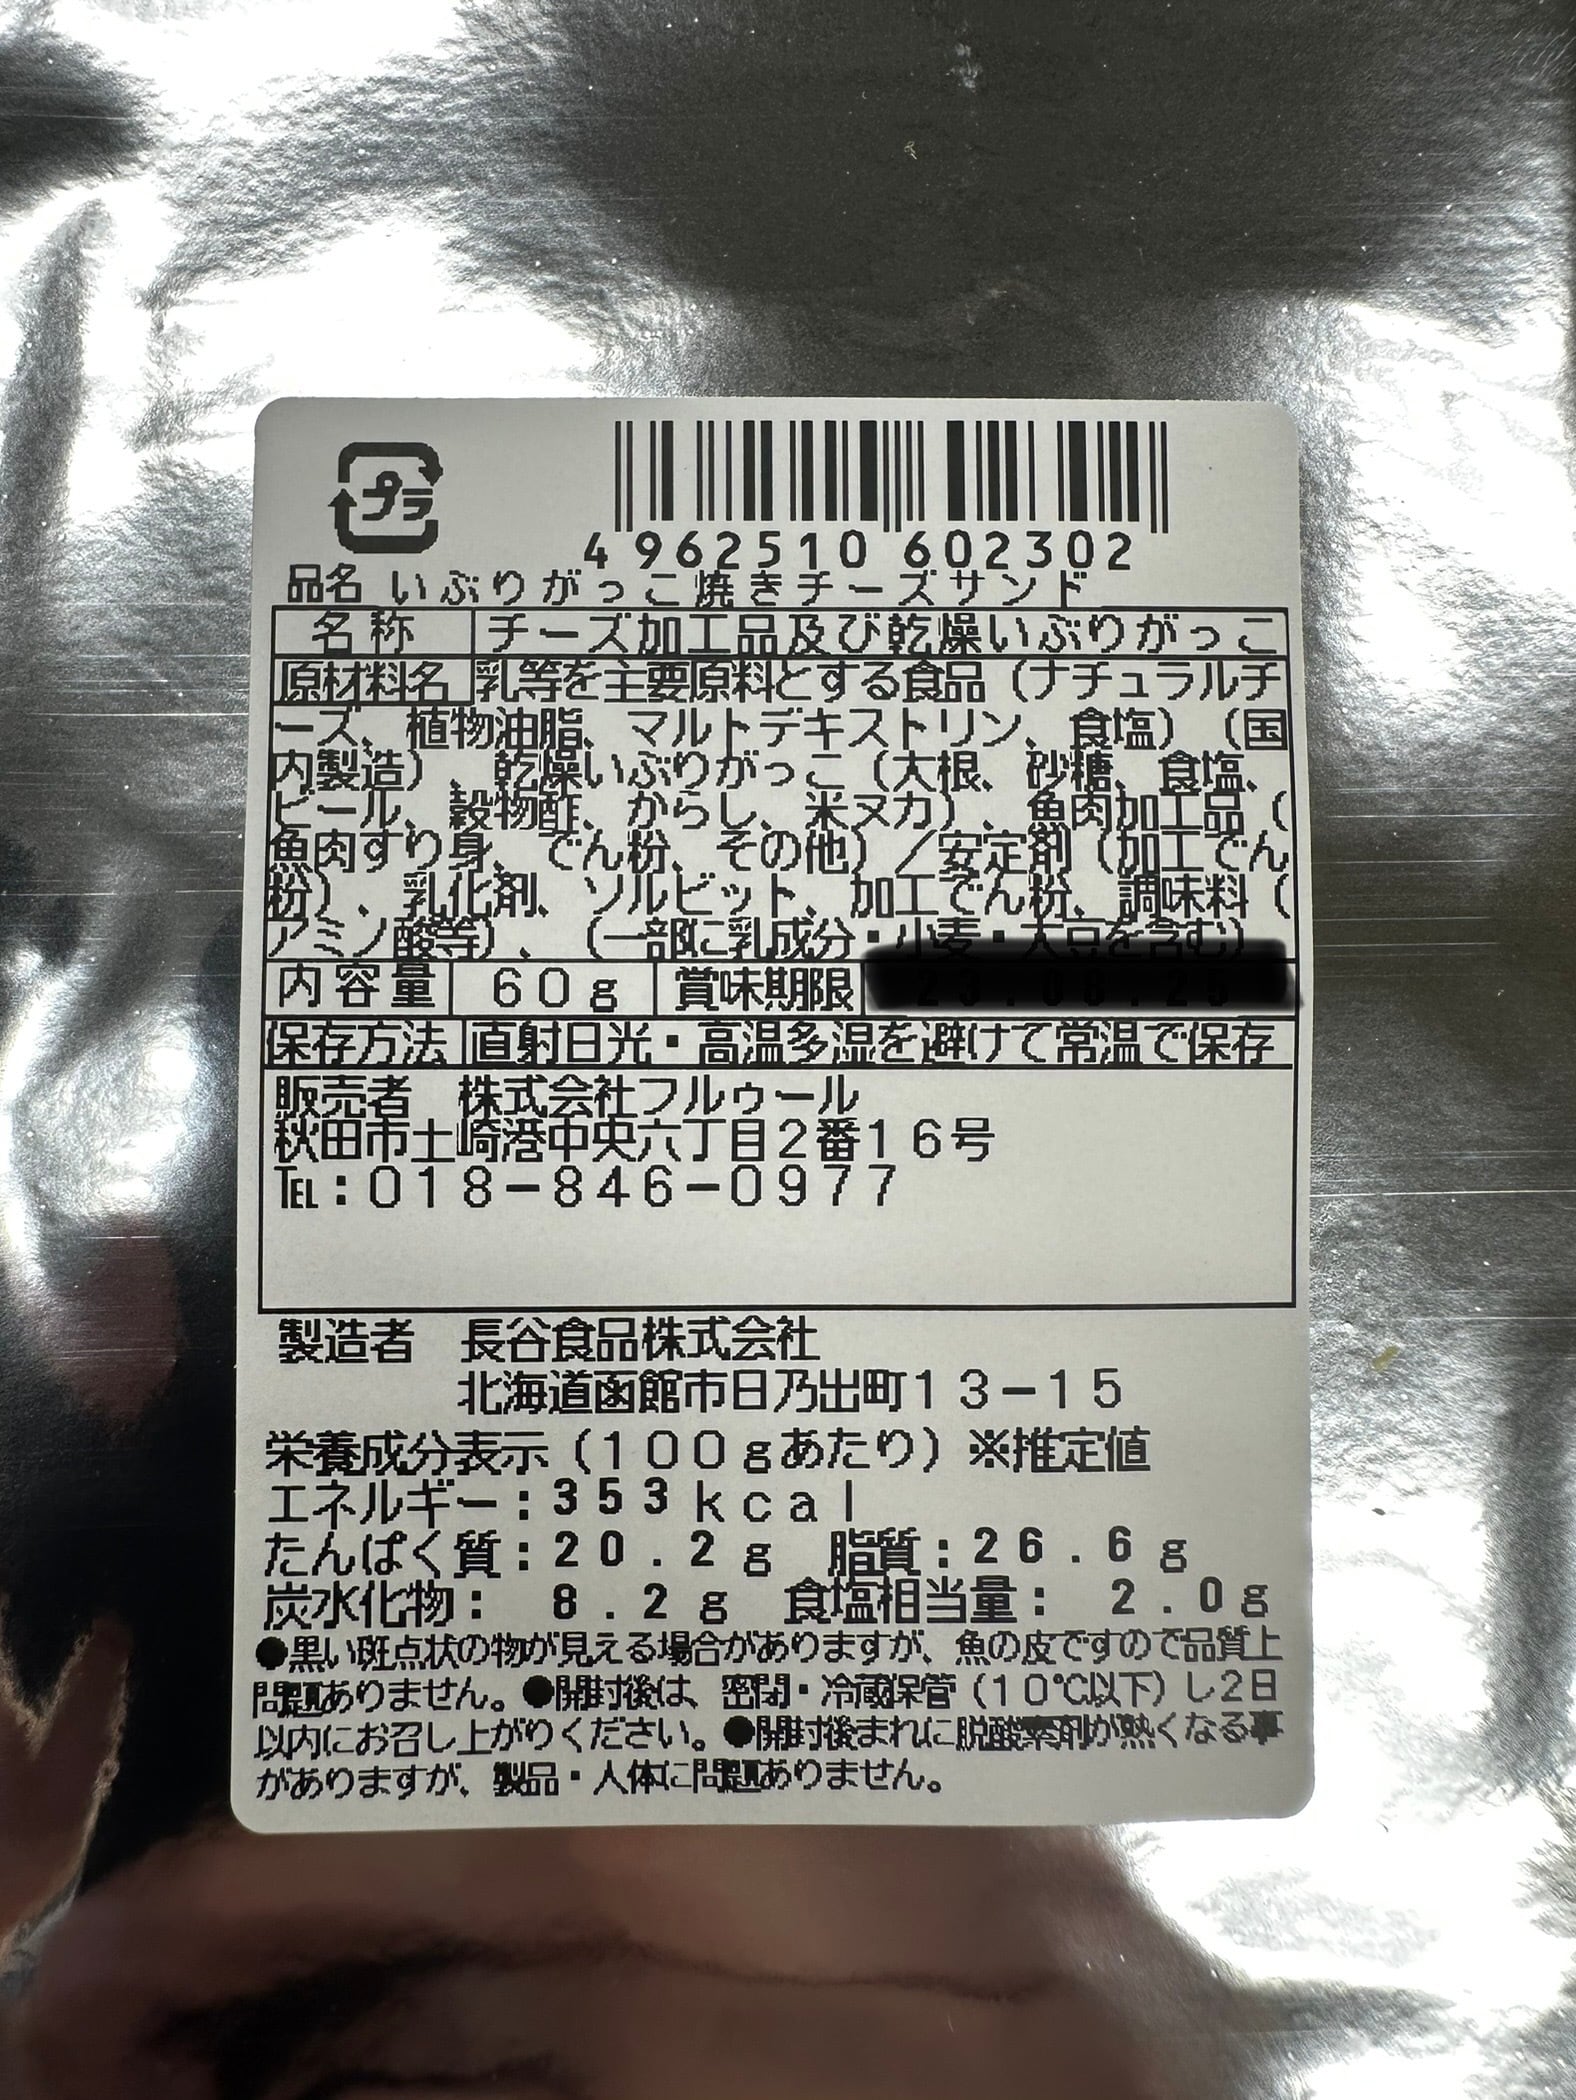 プラ
4 962510 602302
品名 いぶりがっこ焼きチーズサンド
名称 チーズ加工品及び乾燥いぶりがっこ
原材料名 乳等を主要原料とする食品（ナチュラルチ
ーズ、植物油脂、マルトデキストリン、食塩）（国
内製造）、乾燥いぶりがっこ（大根、砂糖、食塩、
ビール、穀物酢、からし、米ヌカ）、魚肉加工品（
魚肉すり身、でん粉、その他）／安定剤（加工でん
粉）、乳化剤、ソルビット、加工でん粉、調味料（
アミノ酸等）、（一部に乳成分・小麦・大豆を含む）
内容量 60g 賞味期限
保存方法 直射日光・高温多湿を避けて常温で保存
販売者 株式会社フルゥール
秋田市土崎港中央六丁目2番16号
TEL:018-846-0977
製造者 長谷食品株式会社
北海道函館市日乃出町13-15
栄養成分表示（100gあたり）※推定値
エネルギー:353kcal
たんぱく質:20.2g 脂質:26.6g
炭水化物: 8.2g 食塩相当量: 2.0g
●黒い斑点状の物が見える場合がありますが、魚の皮ですので品質上
問題ありません。●開封後は、密閉・冷蔵保管（10℃以下）し2日
以内にお召し上がりください。●開封後まれに脱酸素剤が熱くなる事
がありますが、製品・人体に問題ありません。